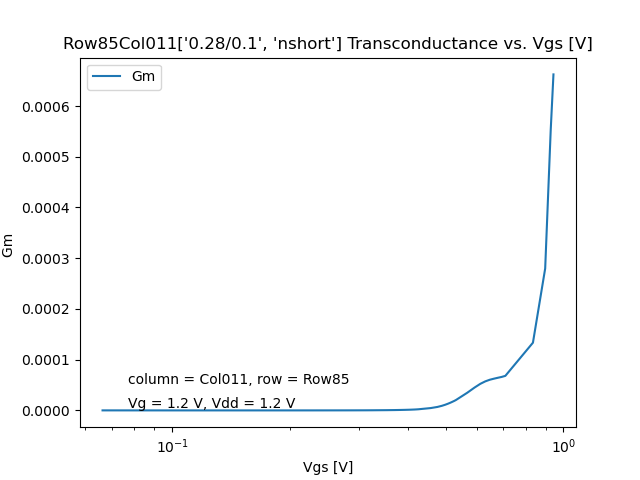 Row85Col011['0.28/0.1', 'nshort'] Transconductance vs. Vgs [V]
Gm
0.0006
0.0005
0.0004
0.0003
0.0002
0.0001
0.0000
Gm
column = Col011, row = Row85
Vg = 1.2 V, Vdd = 1.2 V
10⁻¹
10⁰
Vgs [V]